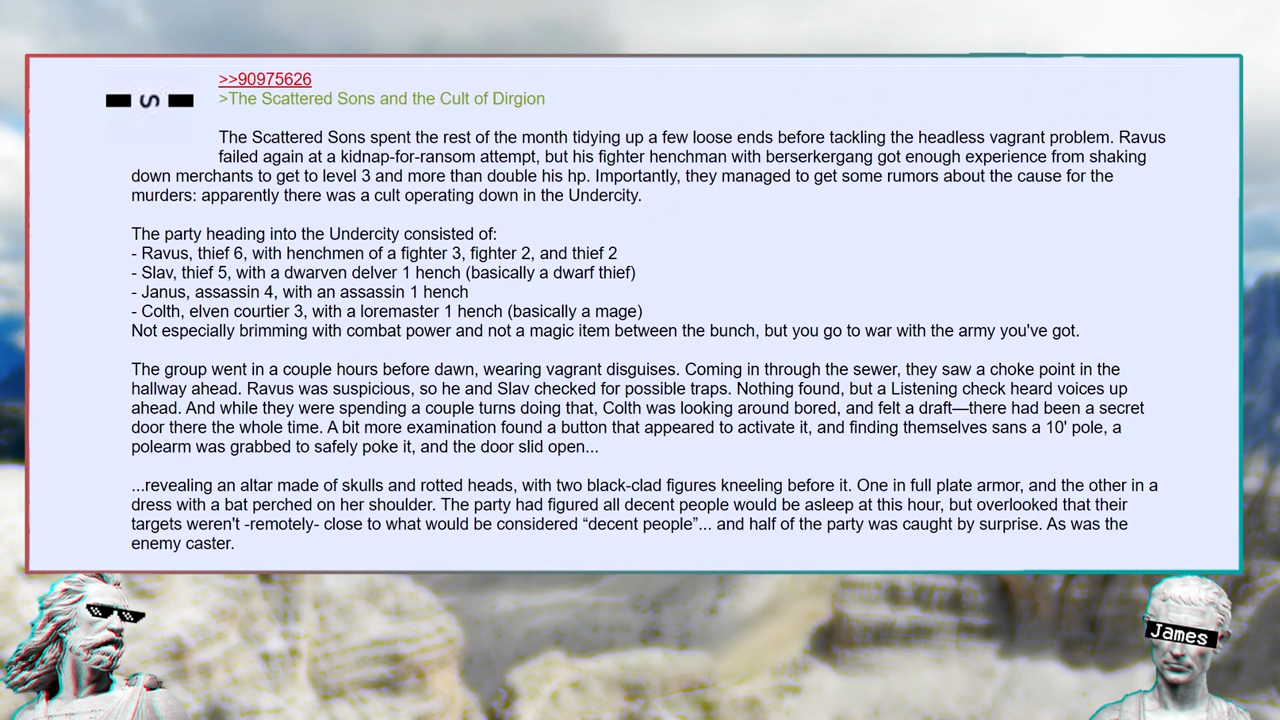 >>90975626
>The Scattered Sons and the Cult of Dirgion
The Scattered Sons spent the rest of the month tidying up a few loose ends before tackling the headless vagrant problem. Ravus
failed again at a kidnap-for-ransom attempt, but his fighter henchman with berserkergang got enough experience from shaking
down merchants to get to level 3 and more than double his hp. Importantly, they managed to get some rumors about the cause for the
murders: apparently there was a cult operating down in the Undercity.
The party heading into the Undercity consisted of:
- Ravus, thief 6, with henchmen of a fighter 3, fighter 2, and thief 2
- Slav, thief 5, with a dwarven delver 1 hench (basically a dwarf thief)
- Janus, assassin 4, with an assassin 1 hench
- Colth, elven courtier 3, with a loremaster 1 hench (basically a mage)
Not especially brimming with combat power and not a magic item between the bunch, but you go to war with the army you've got.
The group went in a couple hours before dawn, wearing vagrant disguises. Coming in through the sewer, they saw a choke point in the
hallway ahead. Ravus was suspicious, so he and Slav checked for possible traps. Nothing found, but a Listening check heard voices up
ahead. And while they were spending a couple turns doing that, Colth was looking around bored, and felt a draft—there had been a secret
door there the whole time. A bit more examination found a button that appeared to activate it, and finding themselves sans a 10' pole, a
polearm was grabbed to safely poke it, and the door slid open...
...revealing an altar made of skulls and rotted heads, with two black-clad figures kneeling before it. One in full plate armor, and the other in a
dress with a bat perched on her shoulder. The party had figured all decent people would be asleep at this hour, but overlooked that their
targets weren't -remotely- close to what would be considered “decent people”... and half of the party was caught by surprise. As was the
enemy caster.
James